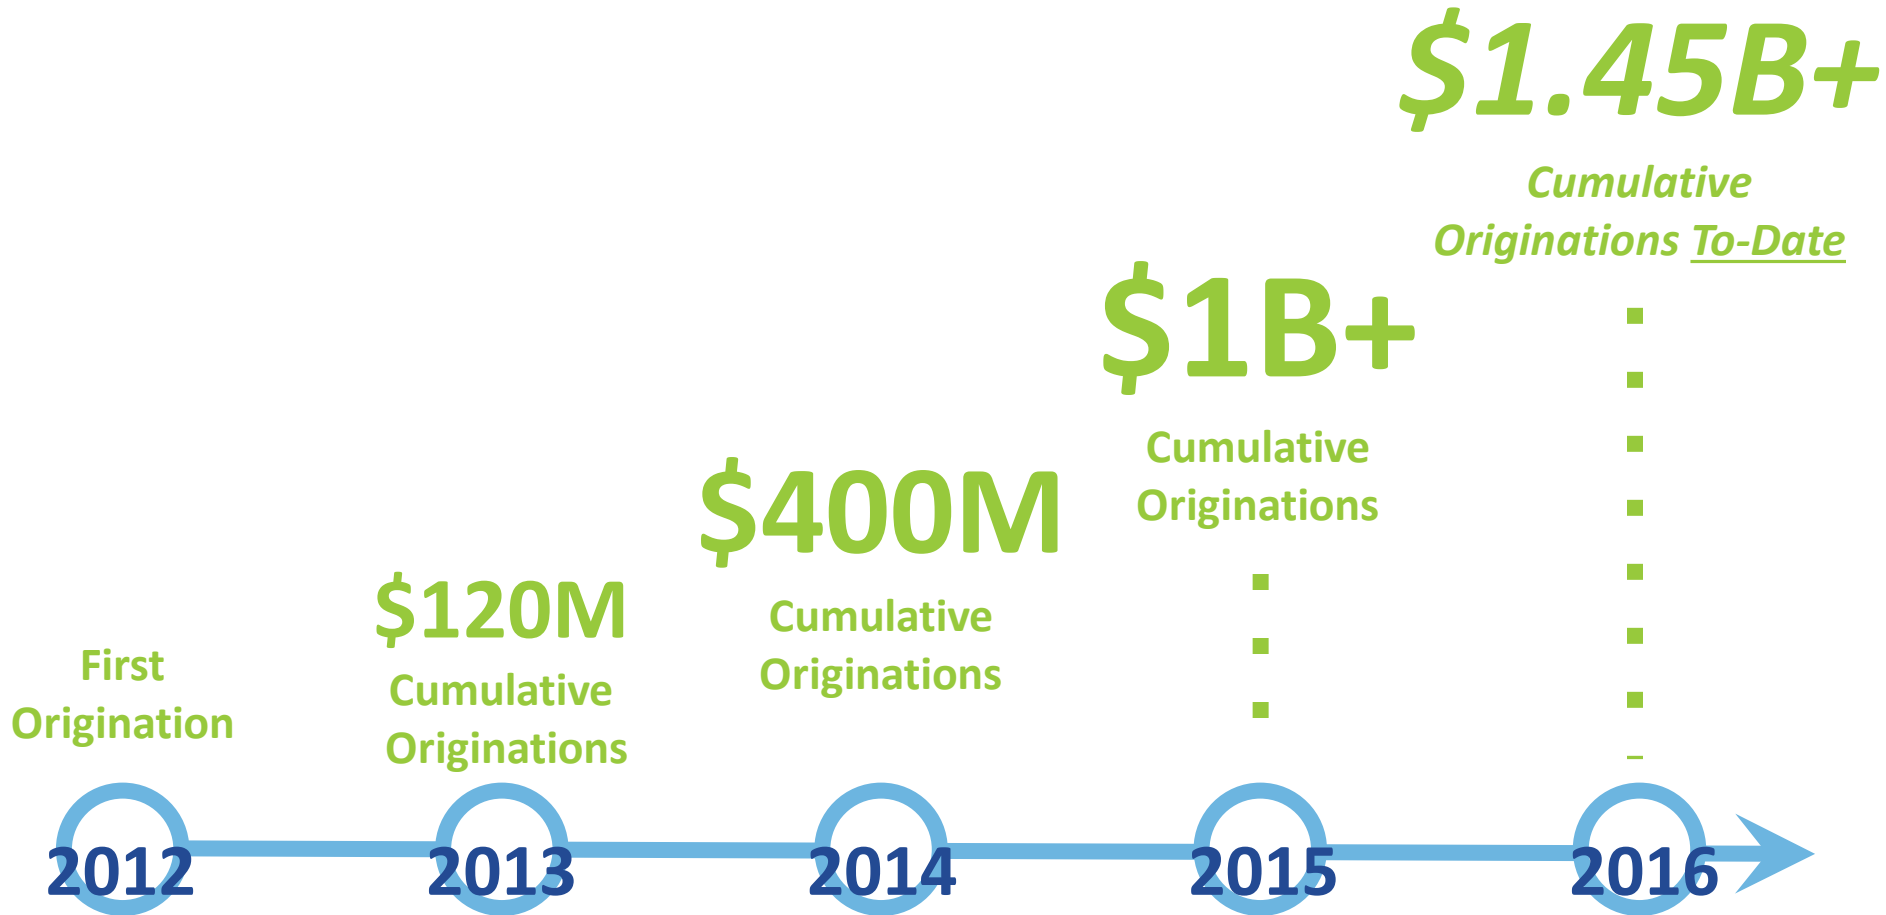 First
Origination
2012
$120M
Cumulative
Originations
2013
$400M
Cumulative
Originations
2014
$1B+
Cumulative
Originations
2015
$1.45B+
Cumulative
Originations To-Date
2016